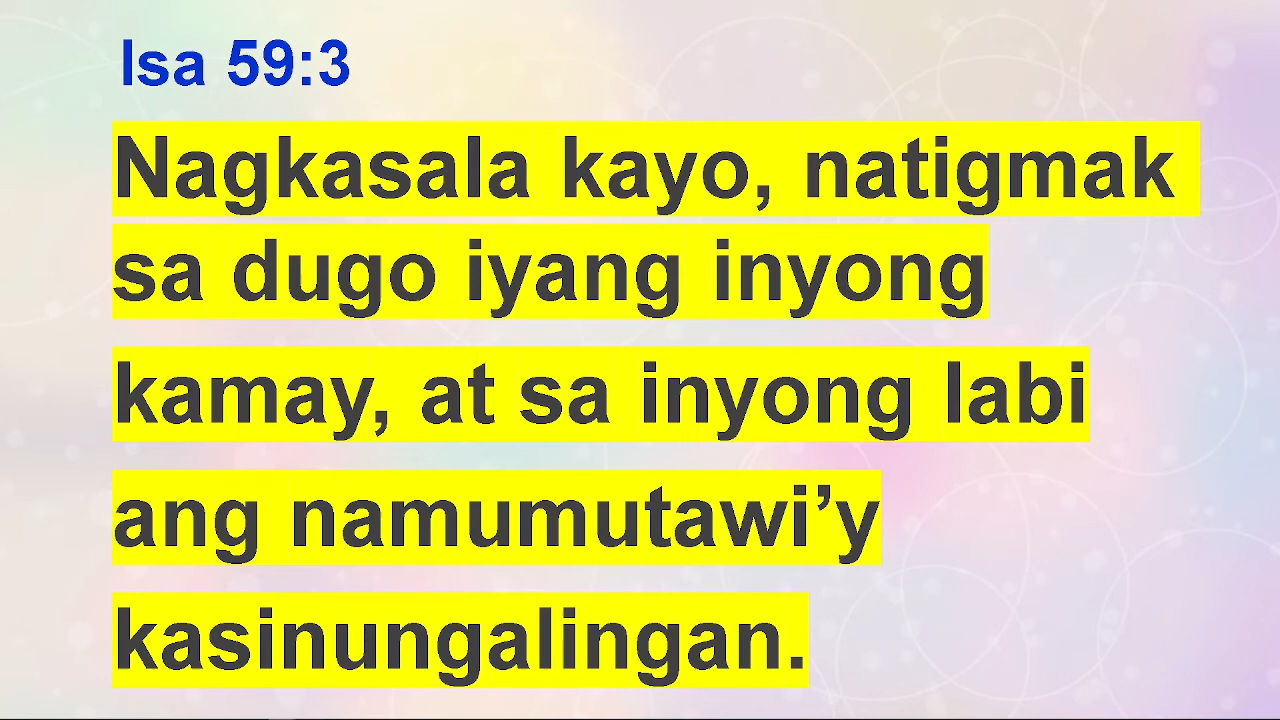 Isa 59:3
Nagkasala kayo, natigmak
sa dugo iyang inyong
kamay, at sa inyong labi
ang namumutawi’y
kasinungalingan.